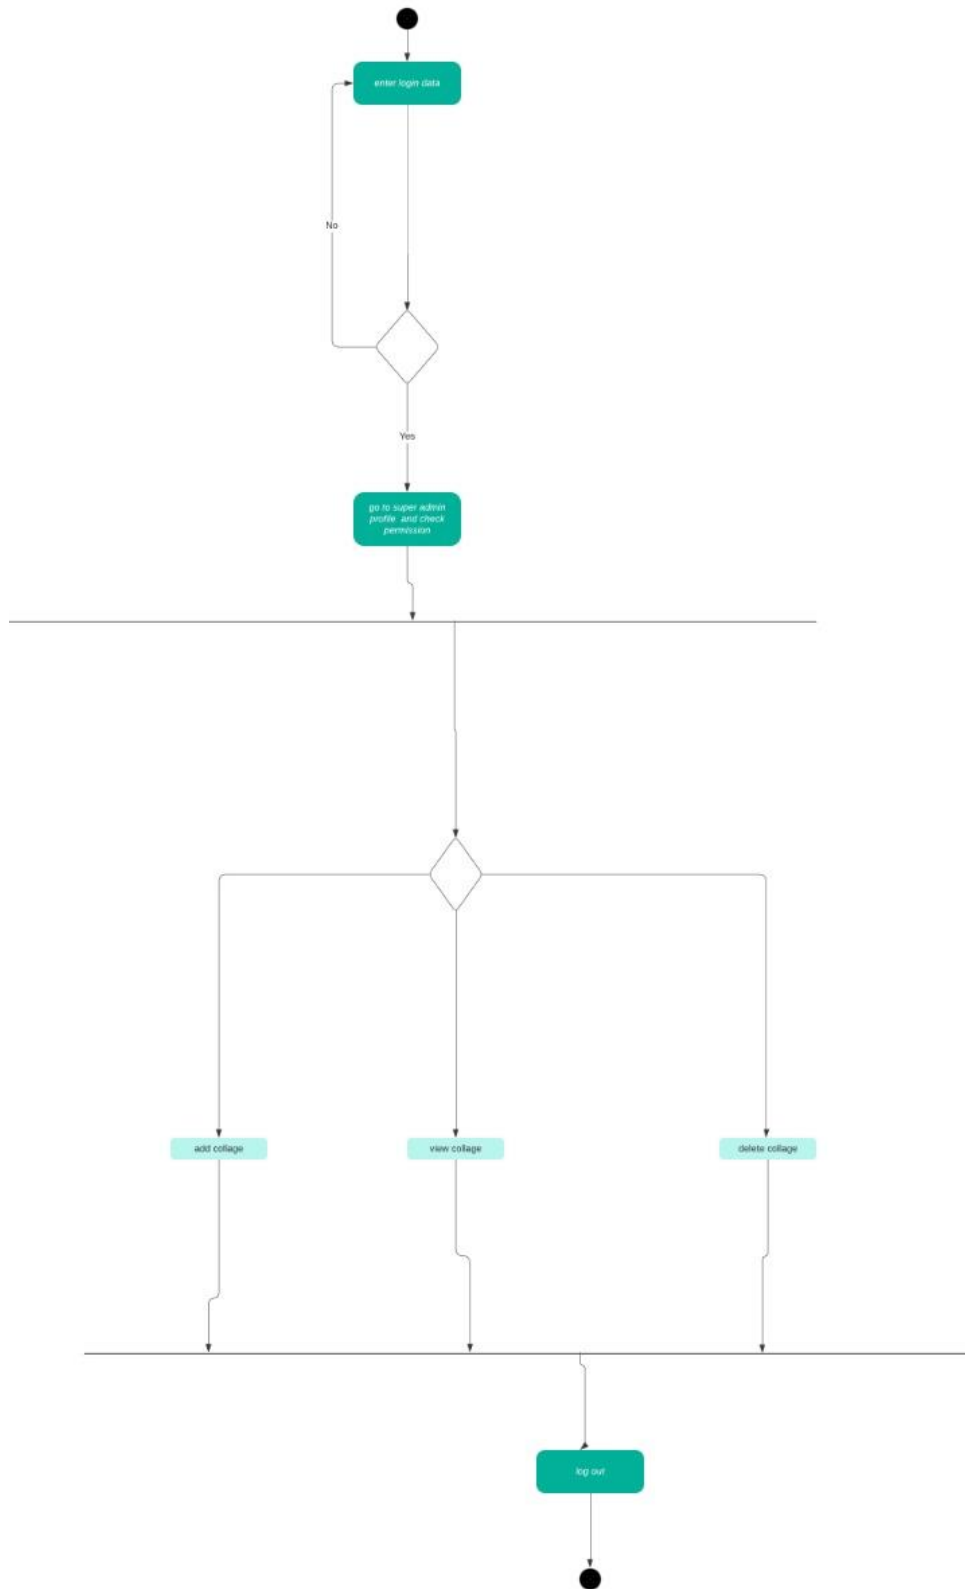 enter login data
No
Yes
go to super admin
profile and check
permission
add collage
view collage
delete collage
log out